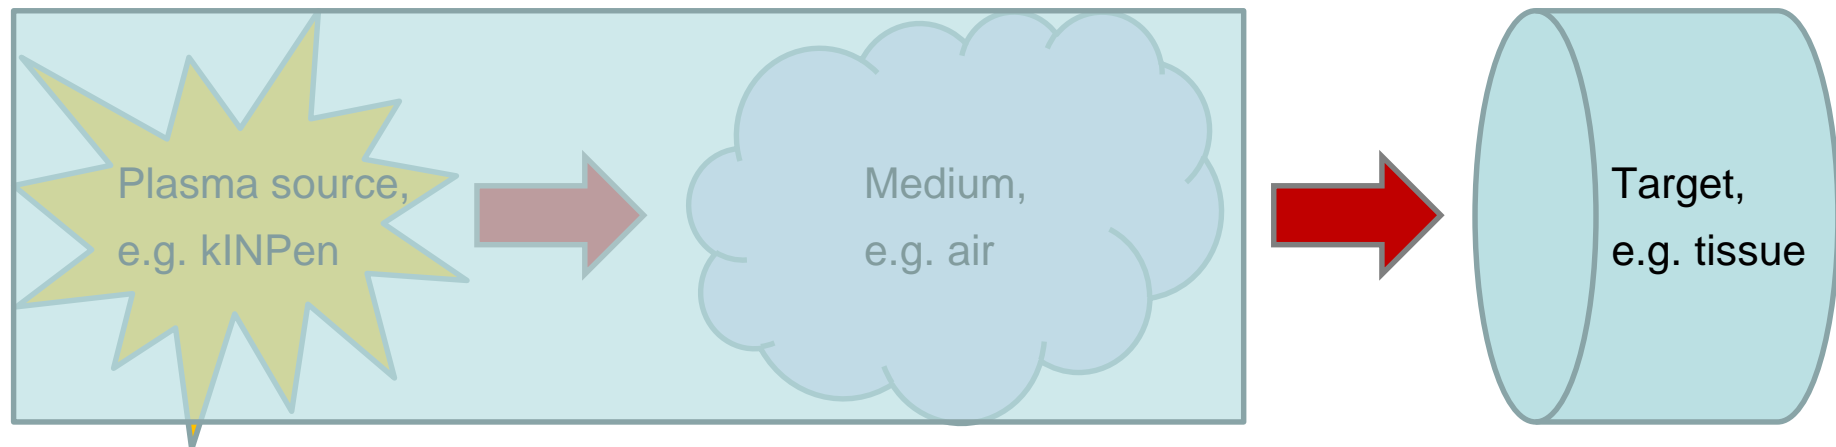 Plasma source,
e.g. kINPen
Medium,
e.g. air
Target,
e.g. tissue